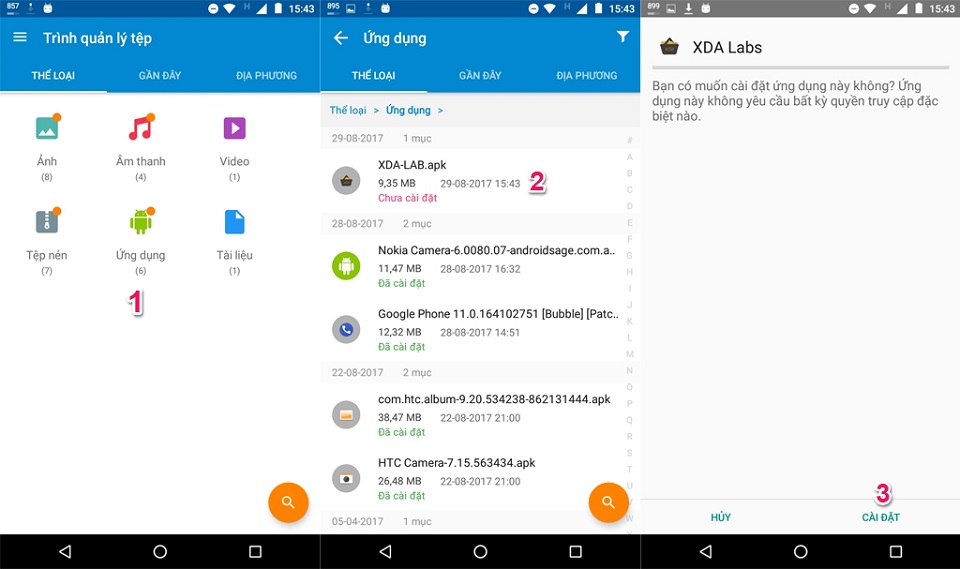 857
H
15:43
Trình quản lý tệp
THỂ LOẠI
GẦN ĐÂY
ĐỊA PHƯƠNG
Ảnh
(8)
Âm thanh
(4)
Video
(1)
Tệp nén
(7)
Ứng dụng
(6)
Tài liệu
(1)
1
895
H
15:43
Ứng dụng
THỂ LOẠI
GẦN ĐÂY
ĐỊA PHƯƠNG
Thể loại > Ứng dụng >
29-08-2017 1 mục
XDA-LAB.apk
9,35 MB 29-08-2017 15:43
Chưa cài đặt
2
28-08-2017 2 mục
Nokia Camera-6.0080.07-androidsage.com.a..
11,47 MB 28-08-2017 16:32
Đã cài đặt
Google Phone 11.0.164102751 [Bubble] [Patc..
12,32 MB 28-08-2017 14:51
Đã cài đặt
22-08-2017 2 mục
com.htc.album-9.20.534238-862131444.apk
38,47 MB 22-08-2017 21:00
Đã cài đặt
HTC Camera-7.15.563434.apk
26,48 MB 22-08-2017 21:00
Đã cài đặt
05-04-2017 1 mục
#
A
B
C
D
E
F
G
H
I
J
K
L
M
N
O
P
Q
R
S
T
U
V
W
899
H
15:43
XDA Labs
Bạn có muốn cài đặt ứng dụng này không? Ứng
dụng này không yêu cầu bất kỳ quyền truy cập đặc
biệt nào.
3
HỦY
CÀI ĐẶT